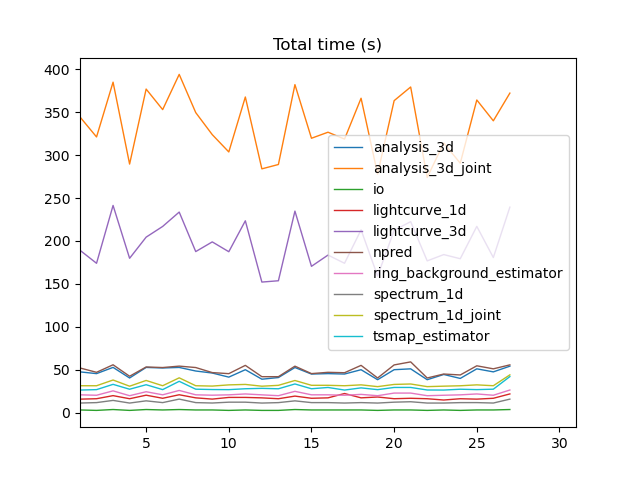 Total time (s)
400
350
300
250
200
150
100
50
0
analysis_3d
analysis_3d_joint
io
lightcurve_1d
lightcurve_3d
npred
ring_background_estimator
spectrum_1d
spectrum_1d_joint
tsmap_estimator
5 10 15 20 25 30